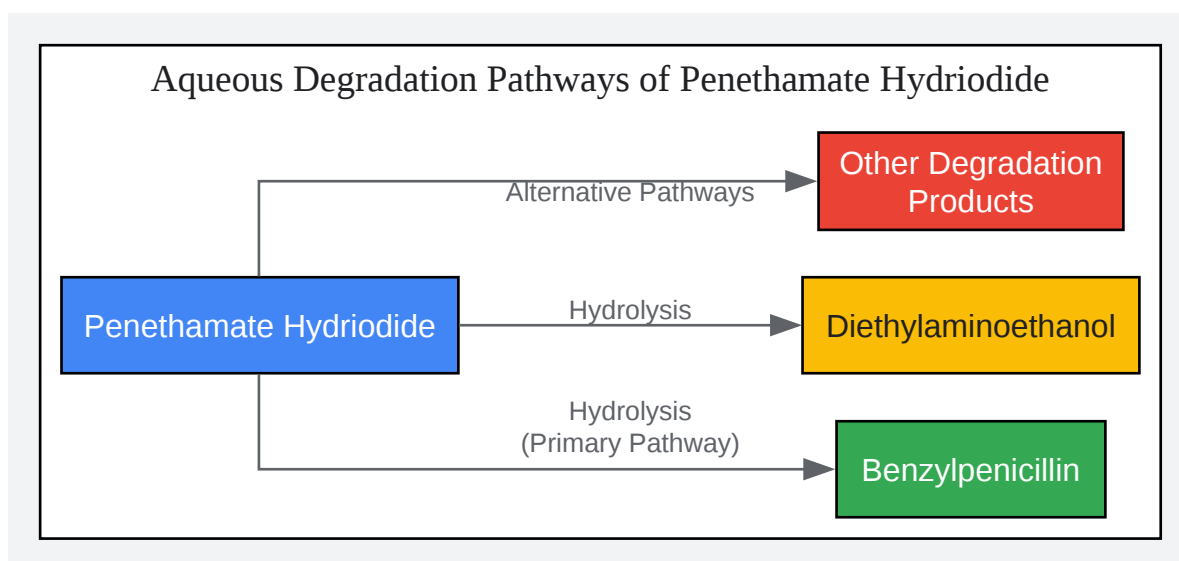 Aqueous Degradation Pathways of Penethamate Hydriodide
Other Degradation
Products
Alternative Pathways
Penethamate Hydriodide
Hydrolysis
Diethylaminoethanol
Hydrolysis
(Primary Pathway)
Benzylpenicillin